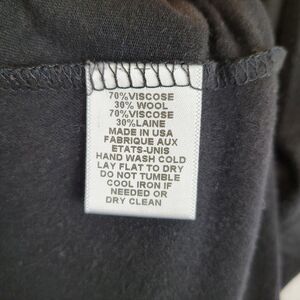 70%VISCOSE
30% WOOL
70%VISCOSE
30%LAINE
MADE IN USA
FABRIQUE AUX
ETATS-UNIS
HAND WASH COLD
LAY FLAT TO DRY
DO NOT TUMBLE
COOL IRON IF
NEEDED OR
DRY CLEAN